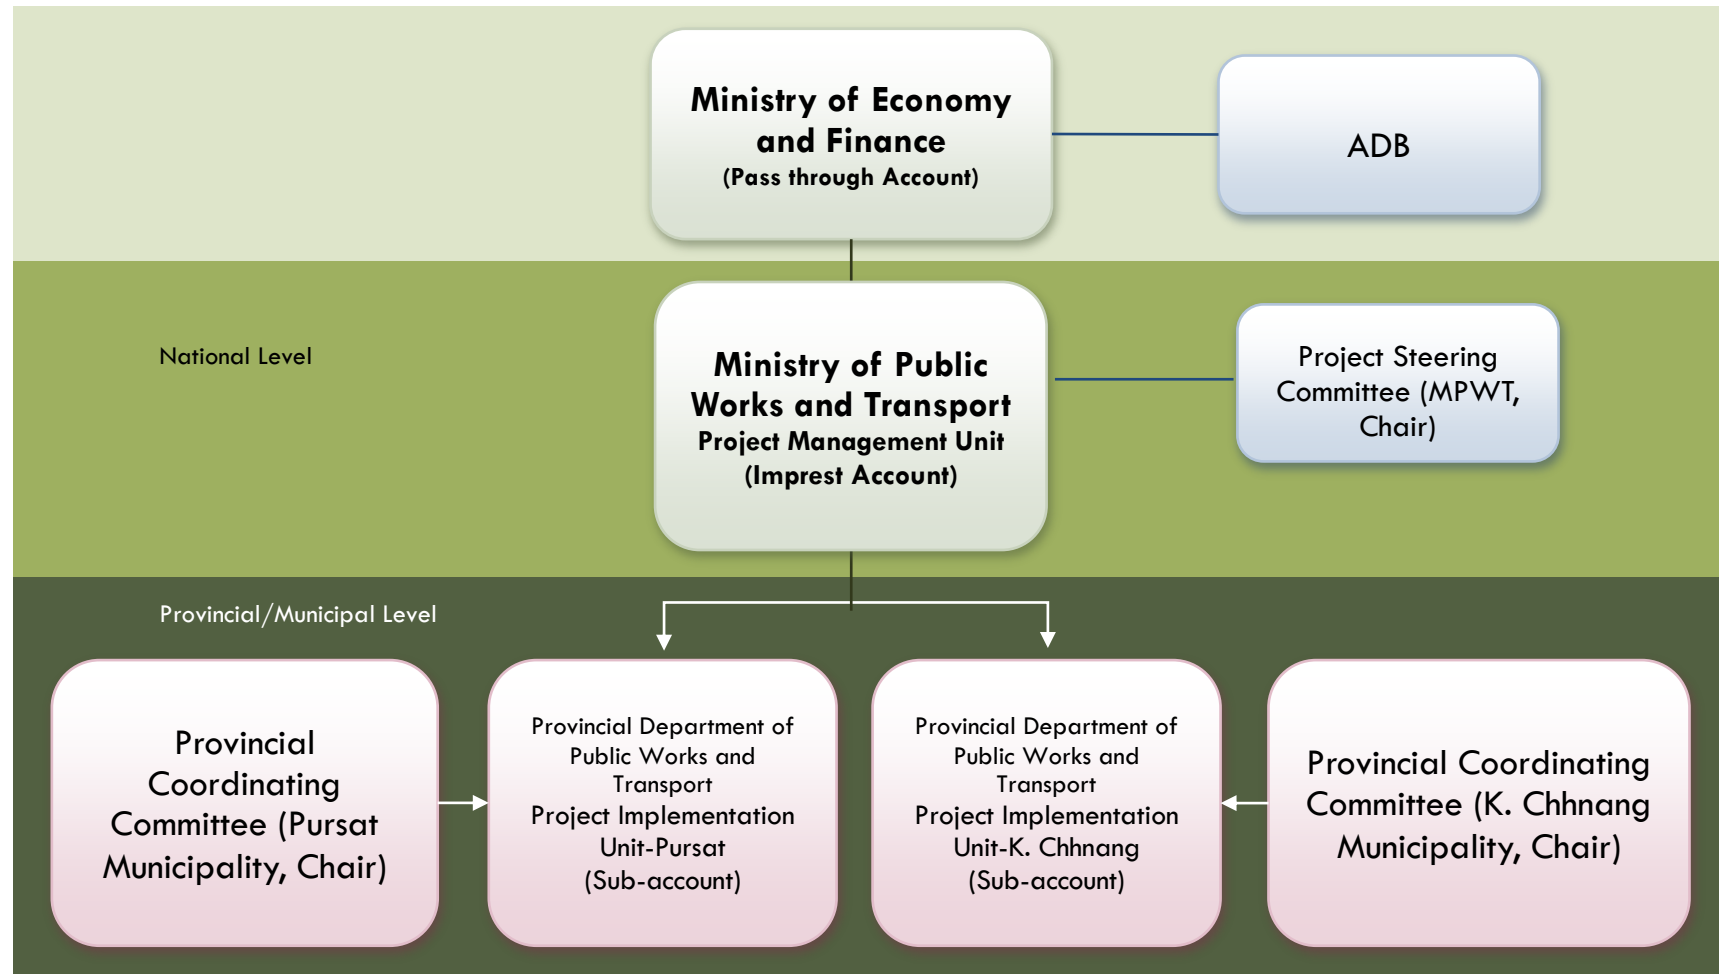 Ministry of Economy
and Finance
(Pass through Account)
ADB
National Level
Ministry of Public
Works and Transport
Project Management Unit
(Imprest Account)
Project Steering
Committee (MPWT,
Chair)
Provincial/Municipal Level
Provincial
Coordinating
Committee (Pursat
Municipality, Chair)
Provincial Department of
Public Works and
Transport
Project Implementation
Unit-Pursat
(Sub-account)
Provincial Department of
Public Works and
Transport
Project Implementation
Unit-K. Chhnang
(Sub-account)
Provincial Coordinating
Committee (K. Chhnang
Municipality, Chair)